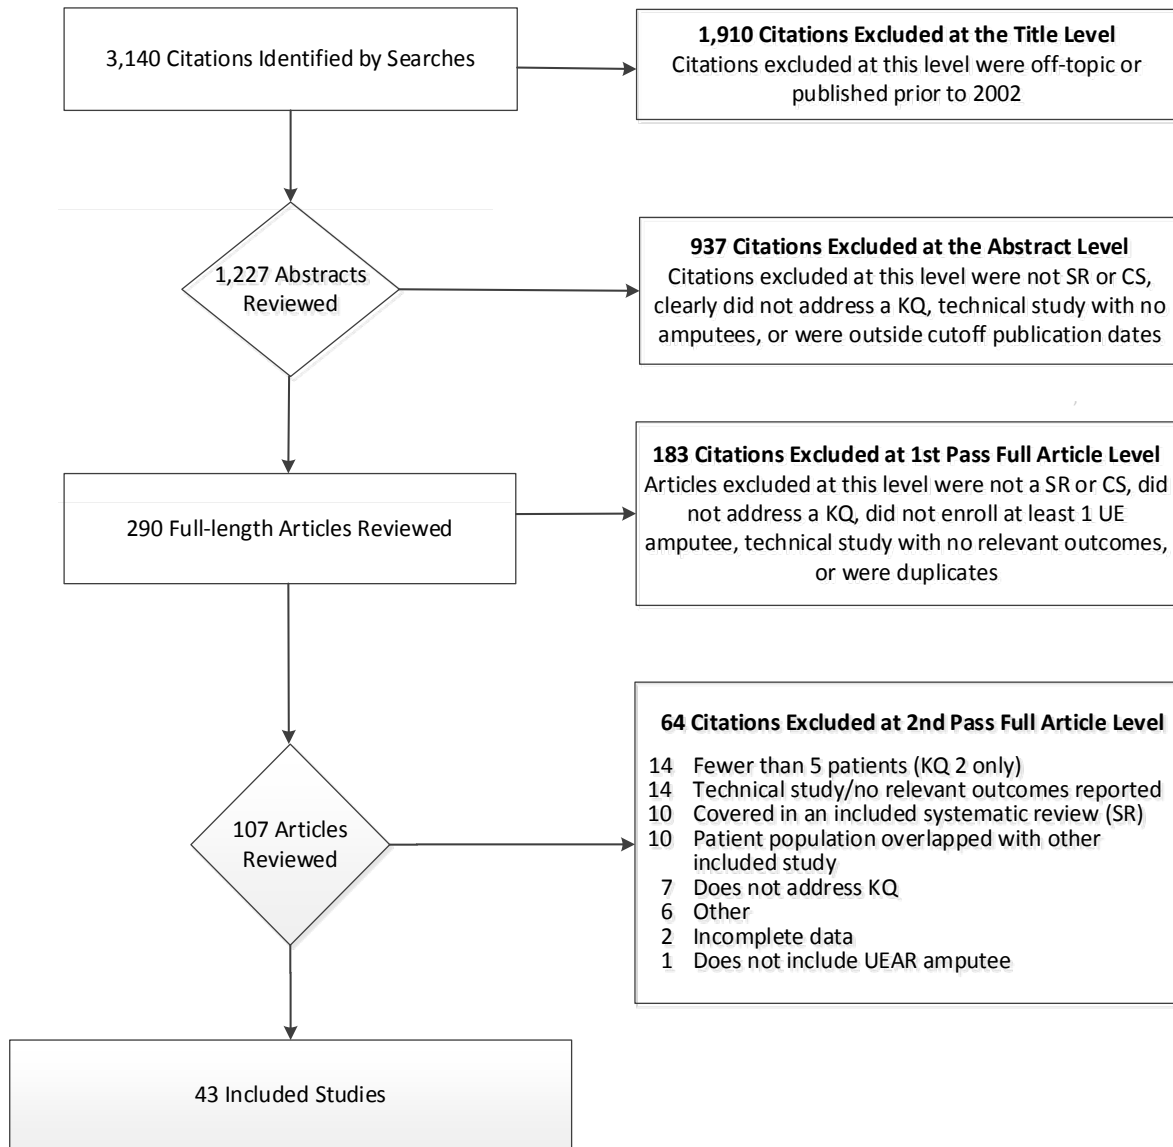 3,140 Citations Identified by Searches
1,910 Citations Excluded at the Title Level
Citations excluded at this level were off-topic or
published prior to 2002
1,227 Abstracts
Reviewed
937 Citations Excluded at the Abstract Level
Citations excluded at this level were not SR or CS,
clearly did not address a KQ, technical study with no
amputees, or were outside cutoff publication dates
290 Full-length Articles Reviewed
183 Citations Excluded at 1st Pass Full Article Level
Articles excluded at this level were not a SR or CS, did
not address a KQ, did not enroll at least 1 UE
amputee, technical study with no relevant outcomes,
or were duplicates
107 Articles
Reviewed
64 Citations Excluded at 2nd Pass Full Article Level
14 Fewer than 5 patients (KQ 2 only)
14 Technical study/no relevant outcomes reported
10 Covered in an included systematic review (SR)
10 Patient population overlapped with other
included study
7 Does not address KQ
6 Other
2 Incomplete data
1 Does not include UEAR amputee
43 Included Studies